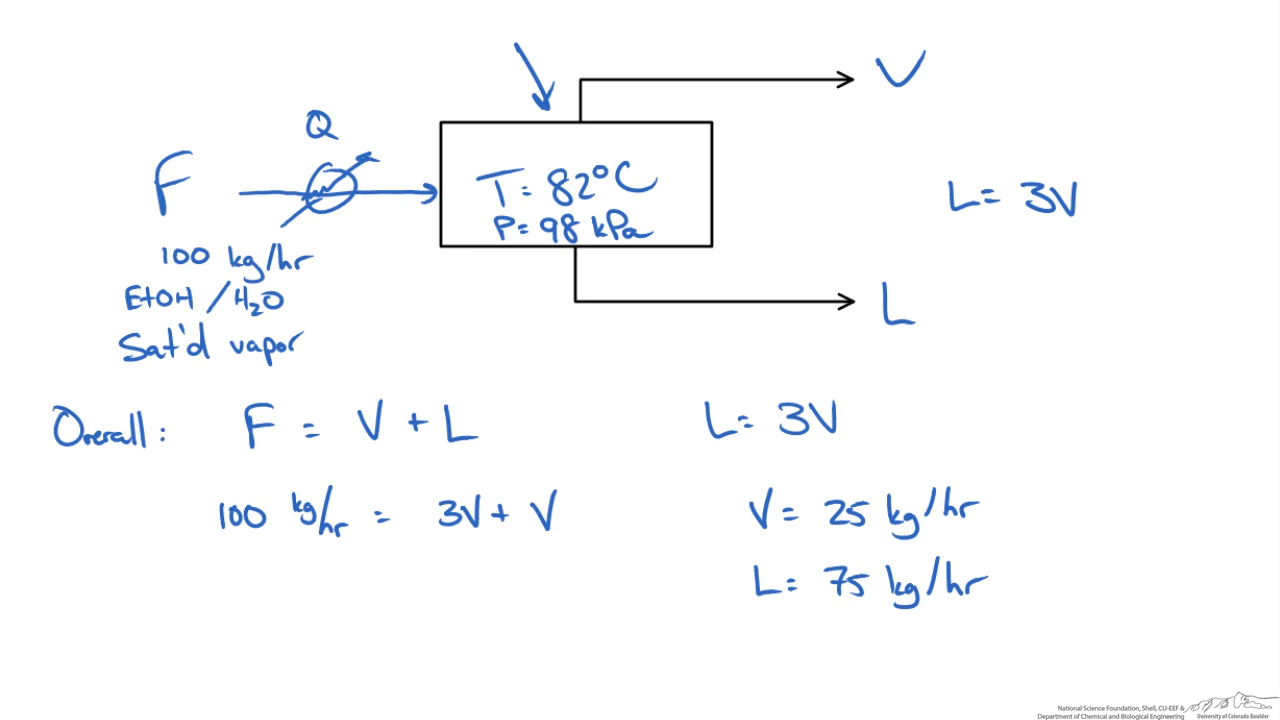 V
Q
F
T= 82°C
P= 98 kPa
L= 3V
100 kg/hr
EtOH / H₂O
Sat'd vapor
L
Overall: F = V + L
L= 3V
100 kg/hr = 3V + V
V= 25 kg/hr
L= 75 kg/hr
National Science Foundation, Shell, CU-EEF &
Department of Chemical and Biological Engineering
University of Colorado Boulder